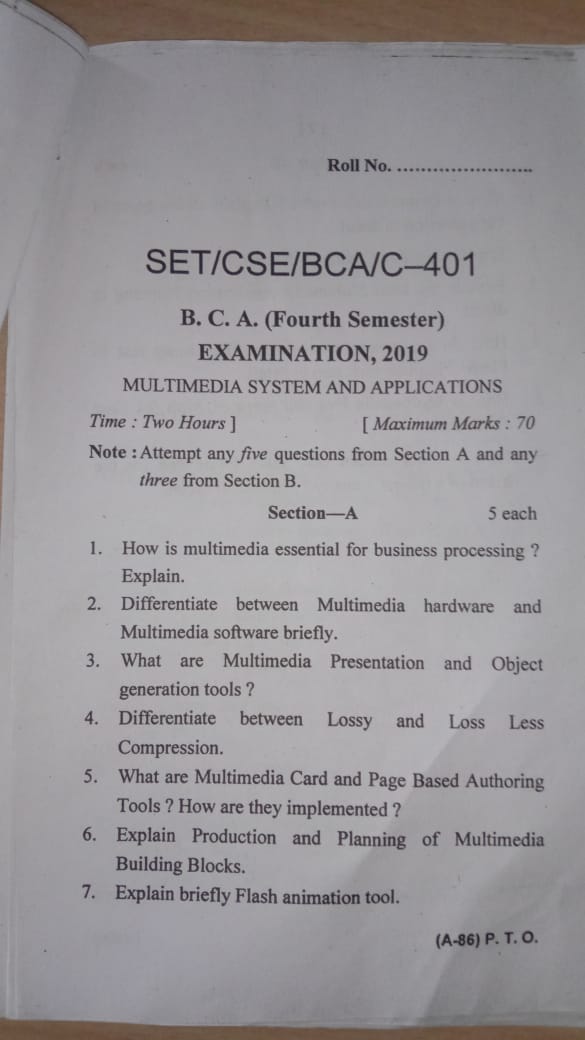 Roll No. .......................
SET/CSE/BCA/C–401
B. C. A. (Fourth Semester)
EXAMINATION, 2019
MULTIMEDIA SYSTEM AND APPLICATIONS
Time : Two Hours ] [ Maximum Marks : 70
Note : Attempt any five questions from Section A and any
three from Section B.
Section—A 5 each
1. How is multimedia essential for business processing ?
Explain.
2. Differentiate between Multimedia hardware and
Multimedia software briefly.
3. What are Multimedia Presentation and Object
generation tools ?
4. Differentiate between Lossy and Loss Less
Compression.
5. What are Multimedia Card and Page Based Authoring
Tools ? How are they implemented ?
6. Explain Production and Planning of Multimedia
Building Blocks.
7. Explain briefly Flash animation tool.
(A-86) P. T. O.